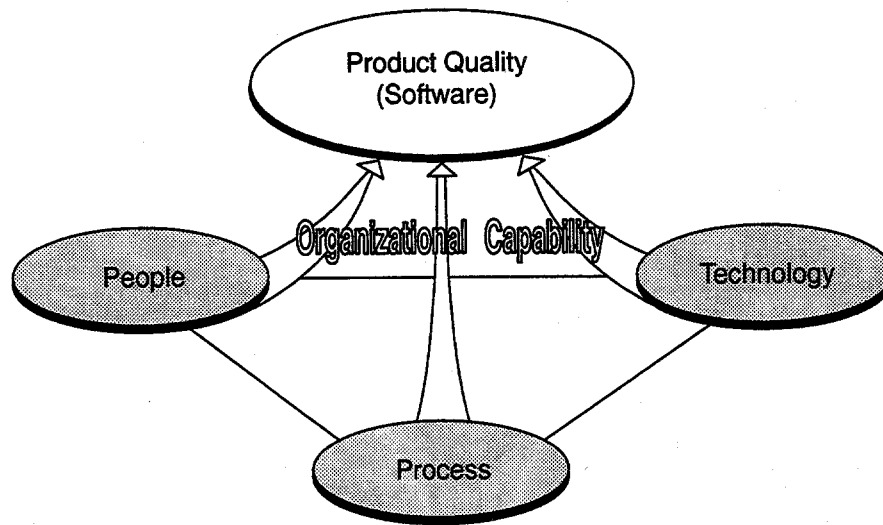 Product Quality
(Software)
Organizational Capability
People
Technology
Process